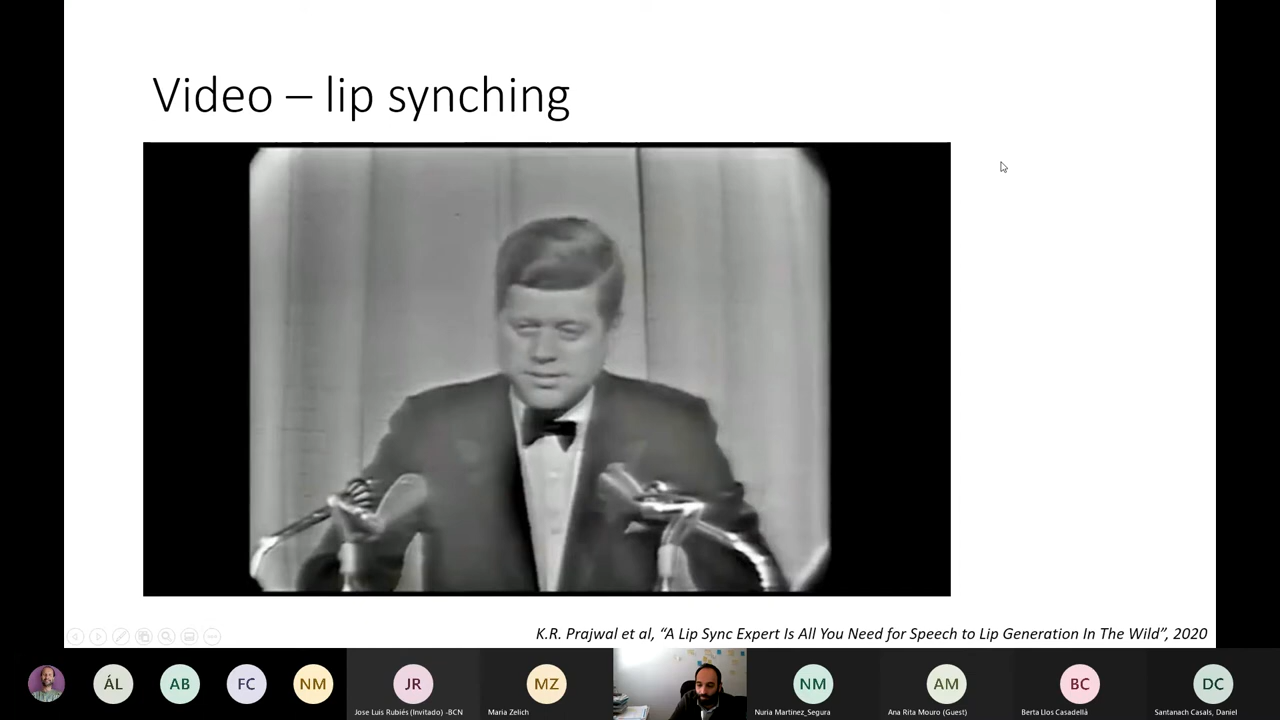 Video – lip synching
K.R. Prajwal et al, “A Lip Sync Expert Is All You Need for Speech to Lip Generation In The Wild”, 2020
ÁL
AB
FC
NM
JR
MZ
NM
AM
BC
DC
Jose Luis Rubiés (Invitado) -BCN
Maria Zelich
Nuria Martinez_Segura
Ana Rita Mouro (Guest)
Berta Llos Casadellà
Santanach Casals, Daniel